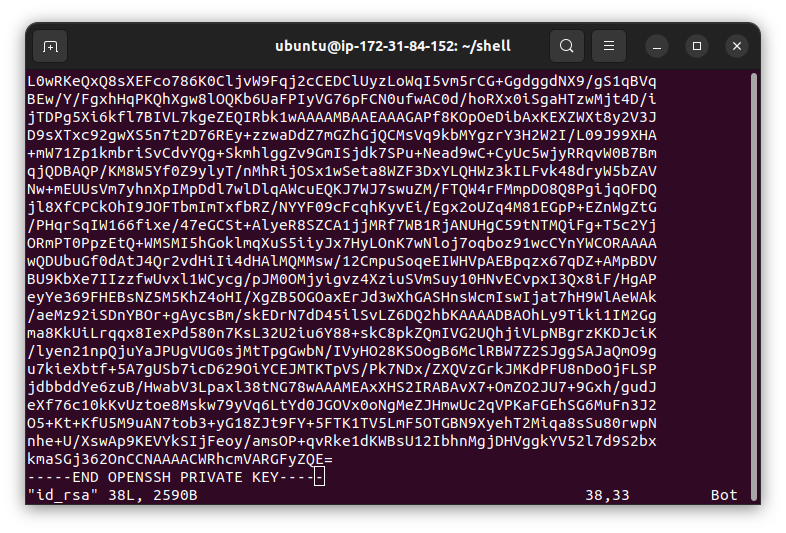 ubuntu@ip-172-31-84-152: ~/shell
L0wRKeQxQ8sXEFco786K0CljvW9Fqj2cCEDClUyzLoWqI5vm5rCG+GgdggdNX9/gS1qBVq
BEw/Y/FgxhHqPKQhXgw8lOQKb6UaFPIyVG76pFCN0ufwAC0d/hoRXx0iSgaHTzwMjt4D/i
jTDPg5Xi6kfl7BIVL7kgeZEQIRbk1wAAAAMBAAEAAAGAPf8KOpOeDibAxKEXZWXt8y2V3J
D9sXTxc92gwXS5n7t2D76REy+zzwaDdZ7mGZhGjQCMsVq9kbMYgzrY3H2W2I/L09J99XHA
+mW71Zp1kmbriSvCdvYQg+SkmhlggZv9GmISjdk7SPu+Nead9wC+CyUc5wjyRRqvW0B7Bm
qjQDBAQP/KM8W5Yf0Z9ylyT/nMhRijOSx1wSeta8WZF3DxYLQHWz3kILFvk48dryW5bZAV
Nw+mEUUsVm7yhnXpIMpDdl7wlDlqAWcuEQKJ7WJ7swuZM/FTQW4rFMmpDO8Q8PgijqOFDQ
jl8XfCPCkOhI9JOFTbmImTxfbRZ/NYYF09cFcqhKyvEi/Egx2oUZq4M81EGpP+EZnWgZtG
/PHqrSqIW166fixe/47eGCSt+AlyeR8SZCA1jjMRf7WB1RjANUHgC59tNTMQiFg+T5c2Yj
ORmPT0PpzEtQ+WMSMI5hGoklmqXuS5iiyJx7HyLOnK7wNloj7oqboz91wcCYnYWCORAAAA
wQDUbuGf0dAtJ4Qr2vdHiIi4dHAlMQMMsw/12CmpuSoqeEIWHVpAEBpqzx67qDZ+AMpBDV
BU9KbXe7IIzzfwUvxl1WCycg/pJM0OMjyigvz4XziuSVmSuy10HNvECvpxI3Qx8iF/HgAP
eyYe369FHEBsNZ5M5KhZ4oHI/XgZB5OGOaxErJd3wXhGASHnsWcmIswIjat7hH9WlAeWAk
/aeMz92iSDnYBOr+gAycsBm/skEDrN7dD45ilSvLZ6DQ2hbKAAAADBAOhLy9Tiki1IM2Gg
ma8KkUiLrqqx8IexPd580n7KsL32U2iu6Y88+skC8pkZQmIVG2UQhjiVLpNBgrzKKDJciK
/lyen21npQjuYaJPUgVUG0sjMtTpgGwbN/IVyHO28KSOogB6MclRBW7Z2SJggSAJaQmO9g
u7kieXbtf+5A7gUSb7icD629OiYCEJMTKTpVS/Pk7NDx/ZXQVzGrkJMKdPFU8nDoOjFLSP
jdbbddYe6zuB/HwabV3Lpaxl38tNG78wAAAMEAxXHS2IRABAvX7+OmZO2JU7+9Gxh/gudJ
eXf76c10kKvUztoe8Mskw79yVq6LtYd0JGOVx0oNgMeZJHmwUc2qVPKaFGEhSG6MuFn3J2
O5+Kt+KfU5M9uAN7tob3+yG18ZJt9FY+5FTK1TV5LmF5OTGBN9XyehT2Miqa8sSu80rwpN
nhe+U/XswAp9KEVYkSIjFeoy/amsOP+qvRke1dKWBsU12IbhnMgjDHVggkYV52l7d9S2bx
kmaSGj362OnCCNAAAACWRhcmVARGFyZQE=
-----END OPENSSH PRIVATE KEY-----
"id_rsa" 38L, 2590B 38,33 Bot